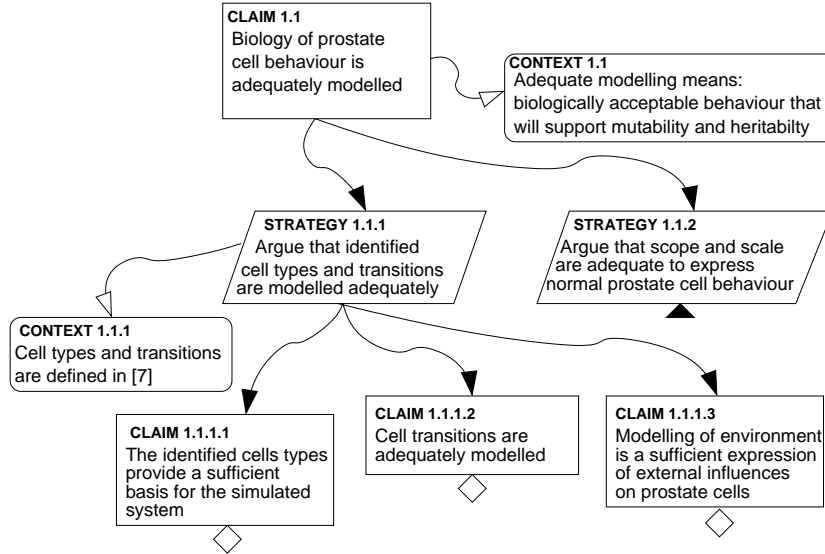 CLAIM 1.1
Biology of prostate
cell behaviour is
adequately modelled
CONTEXT 1.1
Adequate modelling means:
biologically acceptable behaviour that
will support mutability and heritabilty
STRATEGY 1.1.1
Argue that identified
cell types and transitions
are modelled adequately
STRATEGY 1.1.2
Argue that scope and scale
are adequate to express
normal prostate cell behaviour
CONTEXT 1.1.1
Cell types and transitions
are defined in [7]
CLAIM 1.1.1.1
The identified cells types
provide a sufficient
basis for the simulated
system
CLAIM 1.1.1.2
Cell transitions are
adequately modelled
CLAIM 1.1.1.3
Modelling of environment
is a sufficient expression
of external influences
on prostate cells